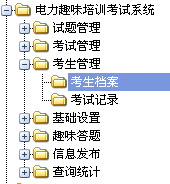 电力趣味培训考试系统
试题管理
考试管理
考生管理
考生档案
考试记录
基础设置
趣味答题
信息发布
查询统计